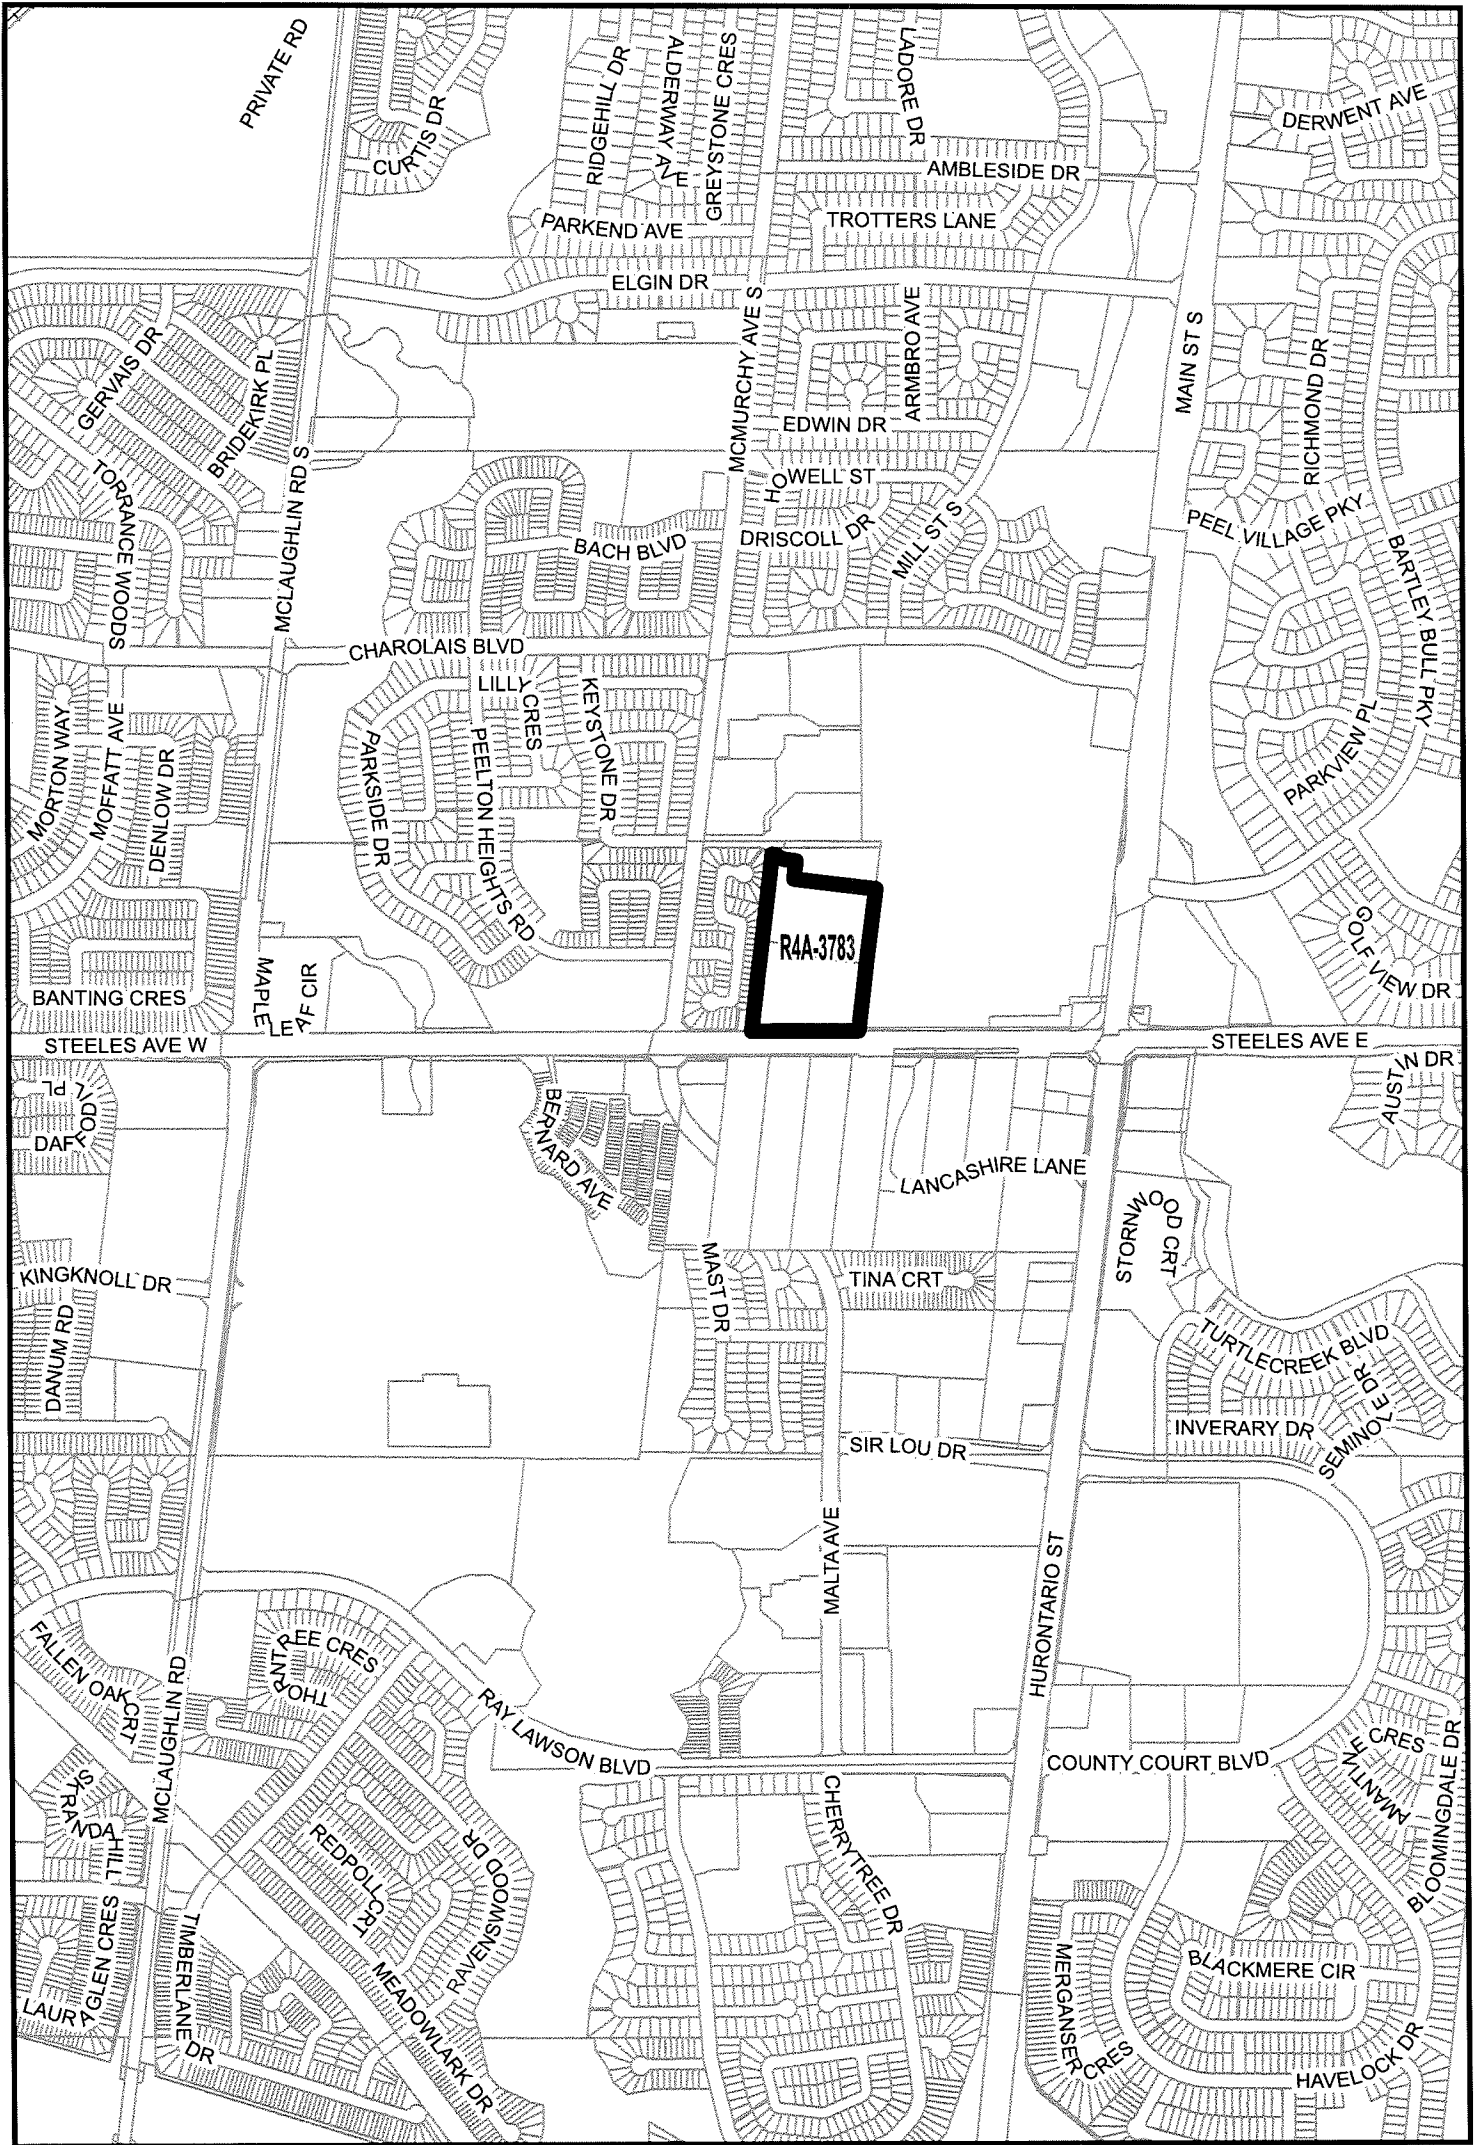 PRIVATE RD
CURTIS DR
RIDGEHILL DR
ALDERWAY AVE
GREYSTONE CRES
LADORE DR
DERWENT AVE
AMBLESIDE DR
PARKEND AVE
TROTTERS LANE
ELGIN DR
MCMURCHY AVE S
ARMBRO AVE
MAIN ST S
GERVAIS DR
BRIDEKIRK PL
RICHMOND DR
EDWIN DR
TORRANCE WOODS
MCLAUGHLIN RD S
HOWELL ST
PEEL VILLAGE PKY
BACH BLVD
DRISCOLL DR
MILL ST S
BARTLEY BULL PKY
CHAROLAIS BLVD
LILLY CRES
KEYSTONE DR
MORTON WAY
MOFFATT AVE
DENLOW DR
PARKSIDE DR
PEELTON HEIGHTS RD
PARKVIEW PL
R4A-3783
GOLFVIEW DR
BANTING CRES
MAPLE LEAF CIR
STEELES AVE W
STEELES AVE E
AUSTIN DR
DAFFODIL PL
BERNARD AVE
LANCASHIRE LANE
STORNWOOD CRT
KINGKNOLL DR
MAST DR
TINA CRT
DANUM RD
TURTLECREEK BLVD
INVERARY DR
SEMINOLE DR
SIR LOU DR
MALTA AVE
HURONTARIO ST
FALLEN OAK CRT
THORNTREE CRES
MCLAUGHLIN RD
RAY LAWSON BLVD
COUNTY COURT BLVD
AMANTINE CRES
BLOOMINGDALE DR
SKRANDA HILL
REDPOLL CRT
RAVENSWOOD DR
CHERRYTREE DR
LAURAGLEN CRES
TIMBERLANE DR
MEADOWLARK DR
MERGANSER CRES
BLACKMERE CIR
HAVELOCK DR